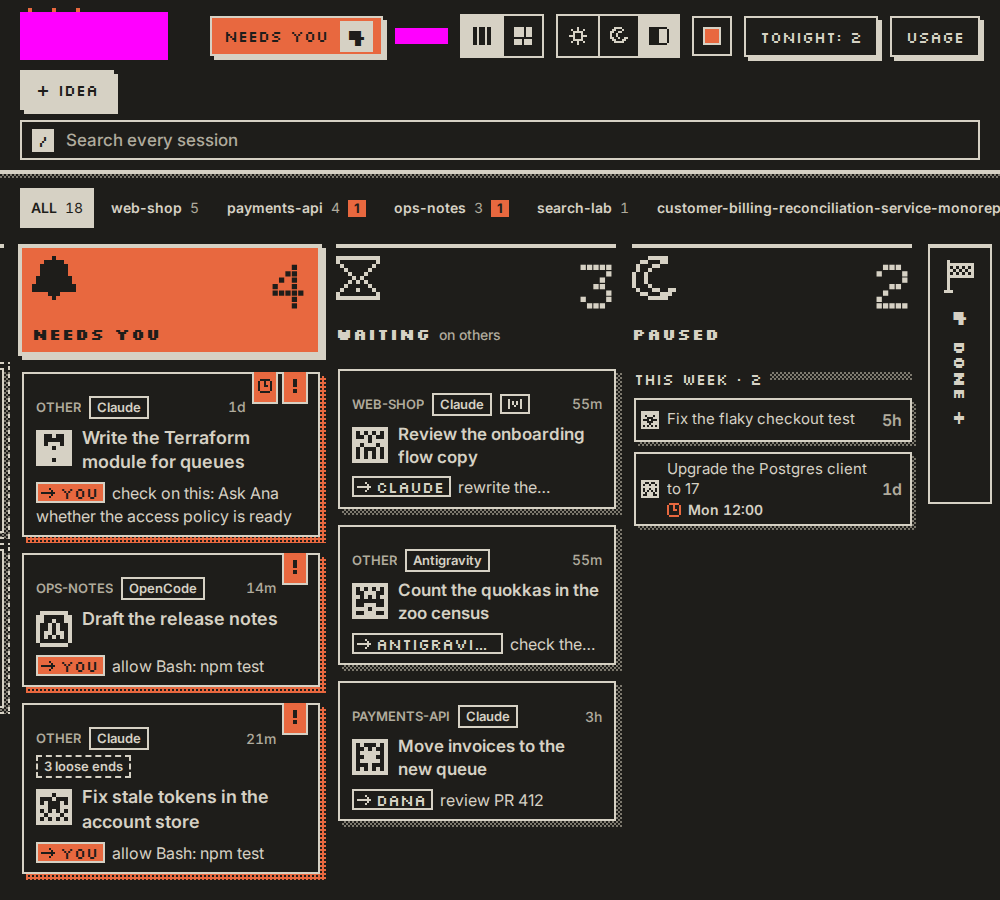 NEEDS YOU 4
TONIGHT: 2
USAGE
+ IDEA
/ Search every session
ALL 18
web-shop 5
payments-api 4 1
ops-notes 3 1
search-lab 1
customer-billing-reconciliation-service-monorep
4
NEEDS YOU
3
WAITING on others
2
PAUSED
4 DONE +
OTHER Claude 1d !
Write the Terraform
module for queues
→ YOU check on this: Ask Ana
whether the access policy is ready
OPS-NOTES OpenCode 14m !
Draft the release notes
→ YOU allow Bash: npm test
OTHER Claude 21m !
3 loose ends
Fix stale tokens in the
account store
→ YOU allow Bash: npm test
WEB-SHOP Claude 55m
Review the onboarding
flow copy
→ CLAUDE rewrite the…
OTHER Antigravity 55m
Count the quokkas in the
zoo census
→ ANTIGRAVI… check the…
PAYMENTS-API Claude 3h
Move invoices to the
new queue
→ DANA review PR 412
THIS WEEK · 2
Fix the flaky checkout test 5h
Upgrade the Postgres client
to 17 1d
Mon 12:00